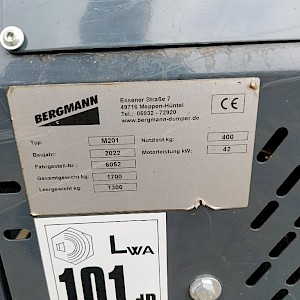 BERGMANN
Essener Straße 7
49716 Meppen-Hüntel
Tel.: 05932 - 72920
www.bergmann-dumper.de
CE
Typ: M201 Nutzlast kg: 400
Baujahr: 2022 Motorleistung kW: 42
Fahrgestell-Nr.: 6052
Gesamtgewicht kg: 1700
Leergewicht kg: 1300
LWA
101 dB